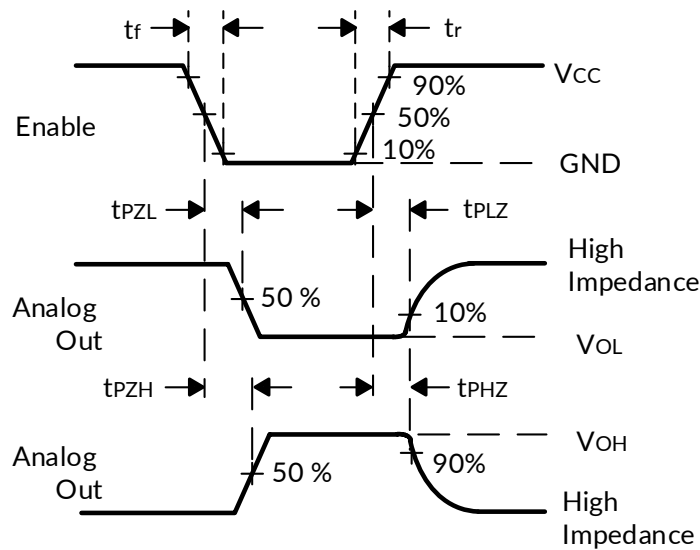 tf
tr
VCC
90%
Enable
50%
10%
GND
tPZL
tPLZ
High
Impedance
Analog
Out
50 %
10%
VOL
tPZH
tPHZ
VOH
Analog
Out
50 %
90%
High
Impedance